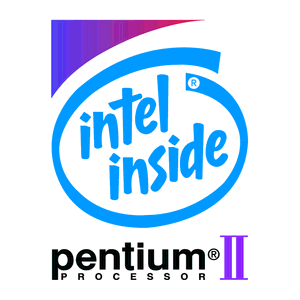 ®
intel
inside
pentium® II
PROCESSOR